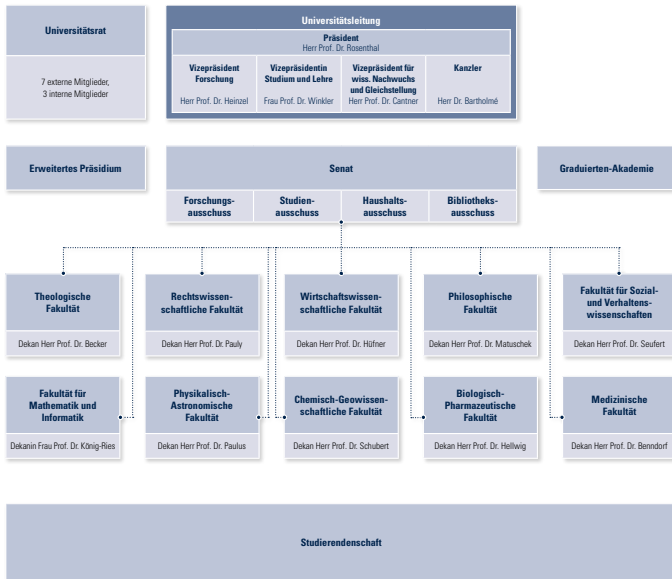 Universitätsrat
7 externe Mitglieder,
3 interne Mitglieder
Universitätsleitung
Präsident
Herr Prof. Dr. Rosenthal
Vizepräsident
Forschung
Herr Prof. Dr. Heinzel
Vizepräsidentin
Studium und Lehre
Frau Prof. Dr. Winkler
Vizepräsident für
wiss. Nachwuchs
und Gleichstellung
Herr Prof. Dr. Cantner
Kanzler
Herr Dr. Bartholmé
Erweitertes Präsidium
Senat
Forschungs-
ausschuss
Studien-
ausschuss
Haushalts-
ausschuss
Bibliotheks-
ausschuss
Graduierten-Akademie
Theologische
Fakultät
Dekan Herr Prof. Dr. Becker
Rechtswissen-
schaftliche Fakultät
Dekan Herr Prof. Dr. Pauly
Wirtschaftswissen-
schaftliche Fakultät
Dekan Herr Prof. Dr. Hüfner
Philosophische
Fakultät
Dekan Herr Prof. Dr. Matuschek
Fakultät für Sozial-
und Verhaltens-
wissenschaften
Dekan Herr Prof. Dr. Seufert
Fakultät für
Mathematik und
Informatik
Dekanin Frau Prof. Dr. König-Ries
Physikalisch-
Astronomische
Fakultät
Dekan Herr Prof. Dr. Paulus
Chemisch-Geowissen-
schaftliche Fakultät
Dekan Herr Prof. Dr. Schubert
Biologisch-
Pharmazeutische
Fakultät
Dekan Herr Prof. Dr. Hellwig
Medizinische
Fakultät
Dekan Herr Prof. Dr. Benndorf
Studierendenschaft